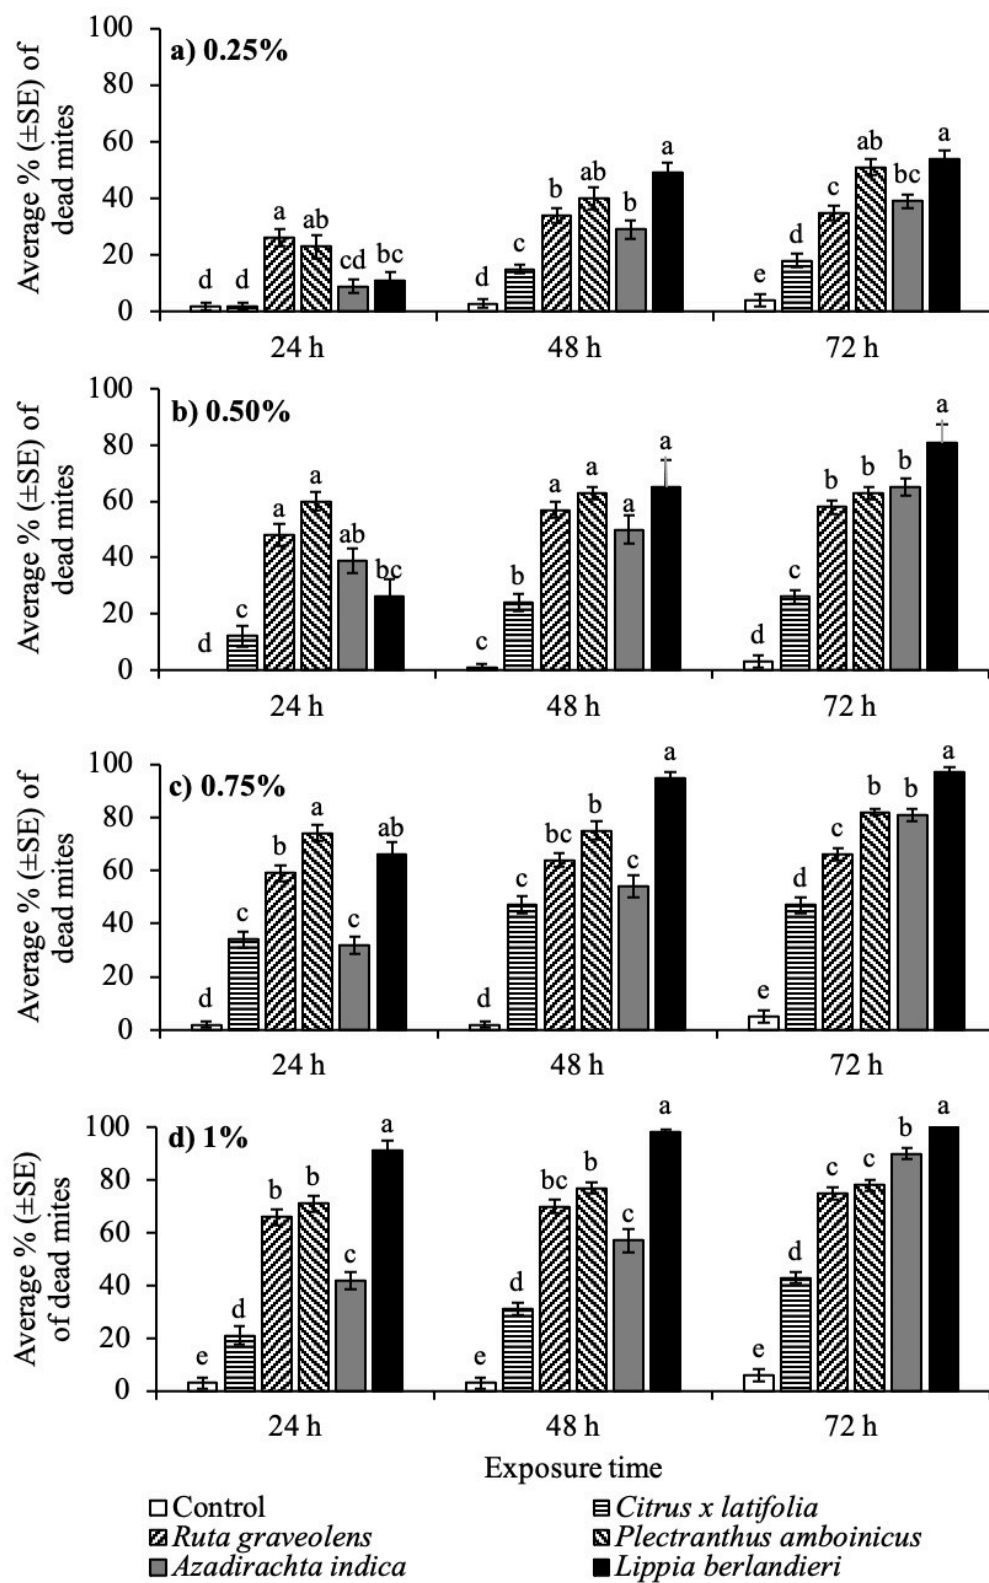 100
80
60
40
20
0
Average % (±SE) of
dead mites
a) 0.25%
d d a ab cd bc
d c b ab b a
e d c ab bc a
24 h 48 h 72 h
100
80
60
40
20
0
Average % (±SE) of
dead mites
b) 0.50%
d c a a ab bc
c b a a a a
d c b b b a
24 h 48 h 72 h
100
80
60
40
20
0
Average % (±SE) of
dead mites
c) 0.75%
d c b a c ab
d c bc b c a
e d c b b a
24 h 48 h 72 h
100
80
60
40
20
0
Average % (±SE)
of dead mites
d) 1%
e d b b c a
e d bc b c a
e d c c b a
24 h 48 h 72 h
Exposure time
Control Citrus x latifolia
Ruta graveolens Plectranthus amboinicus
Azadirachta indica Lippia berlandieri